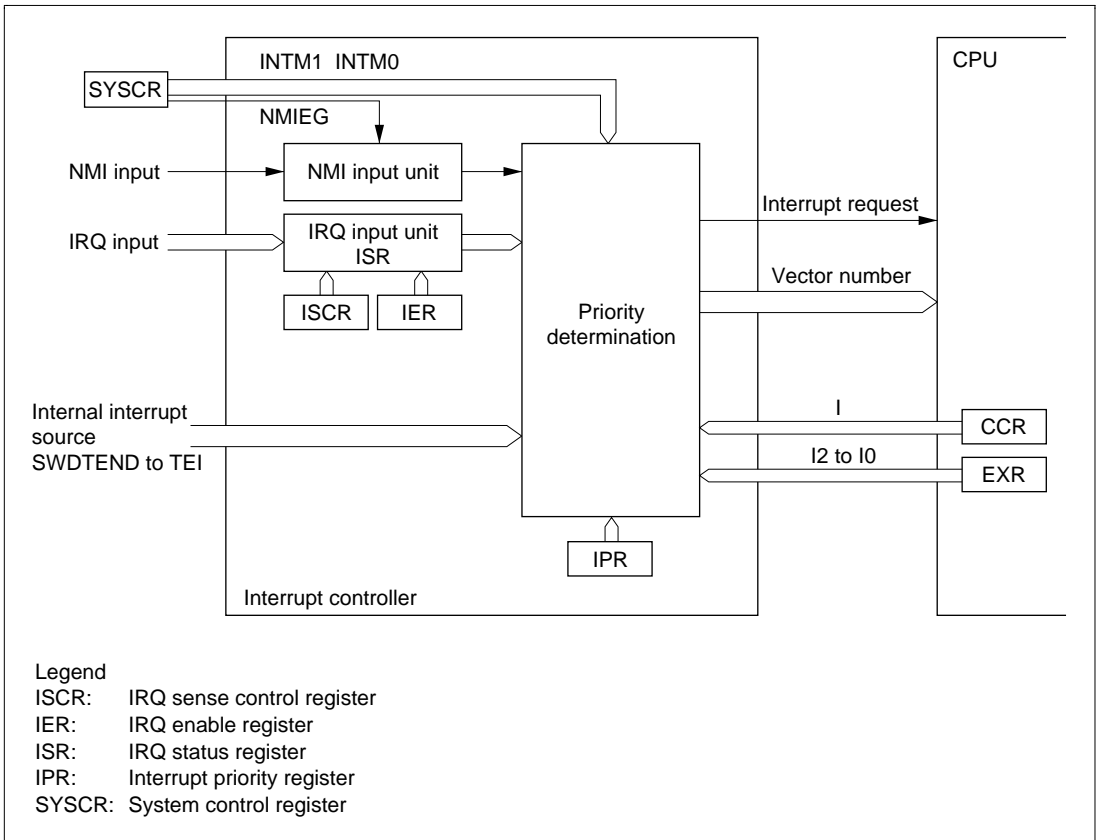 INTM1 INTM0
CPU
SYSCR
NMIEG
NMI input
NMI input unit
Interrupt request
IRQ input
IRQ input unit
ISR
Vector number
ISCR
IER
Priority
determination
Internal interrupt
source
SWDTEND to TEI
I
CCR
I2 to I0
EXR
IPR
Interrupt controller
Legend
ISCR: IRQ sense control register
IER: IRQ enable register
ISR: IRQ status register
IPR: Interrupt priority register
SYSCR: System control register